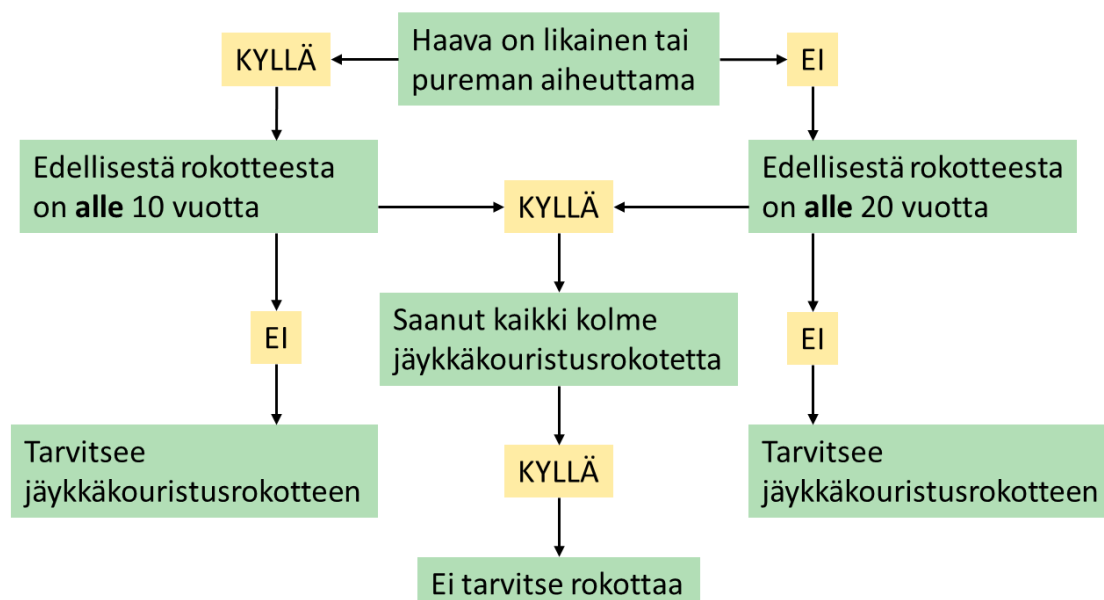 Haava on likainen tai
pureman aiheuttama
KYLLÄ
EI
Edellisestä rokotteesta
on alle 10 vuotta
KYLLÄ
Edellisestä rokotteesta
on alle 20 vuotta
EI
Saanut kaikki kolme
jäykkäkouristusrokotetta
EI
Tarvitsee
jäykkäkouristusrokotteen
KYLLÄ
Tarvitsee
jäykkäkouristusrokotteen
Ei tarvitse rokottaa